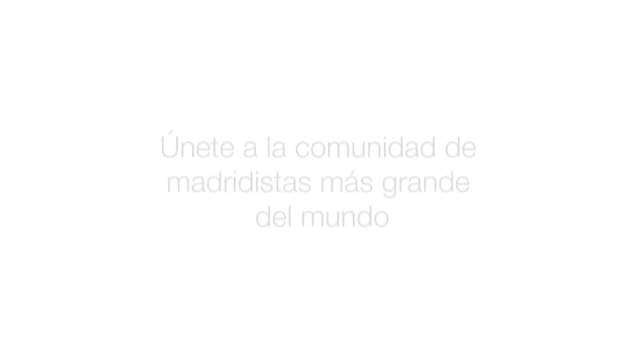 Únete a la comunidad de
madridistas más grande
del mundo